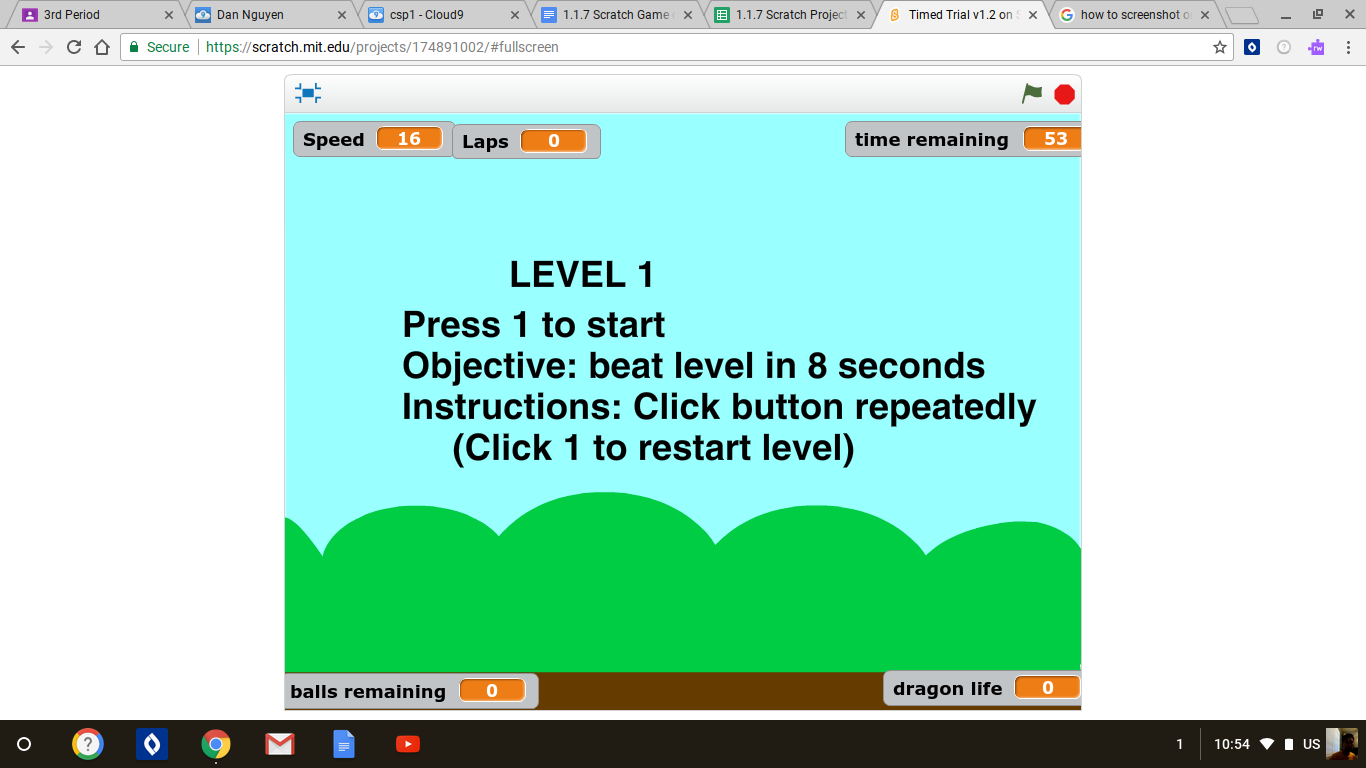 3rd Period
Dan Nguyen
csp1 - Cloud9
1.1.7 Scratch Game
1.1.7 Scratch Project
Timed Trial v1.2 on
how to screenshot
Secure
https://scratch.mit.edu/projects/174891002/#fullscreen
rw
Speed 16
Laps 0
time remaining 53
LEVEL 1
Press 1 to start
Objective: beat level in 8 seconds
Instructions: Click button repeatedly
(Click 1 to restart level)
balls remaining 0
dragon life 0
1
10:54
US